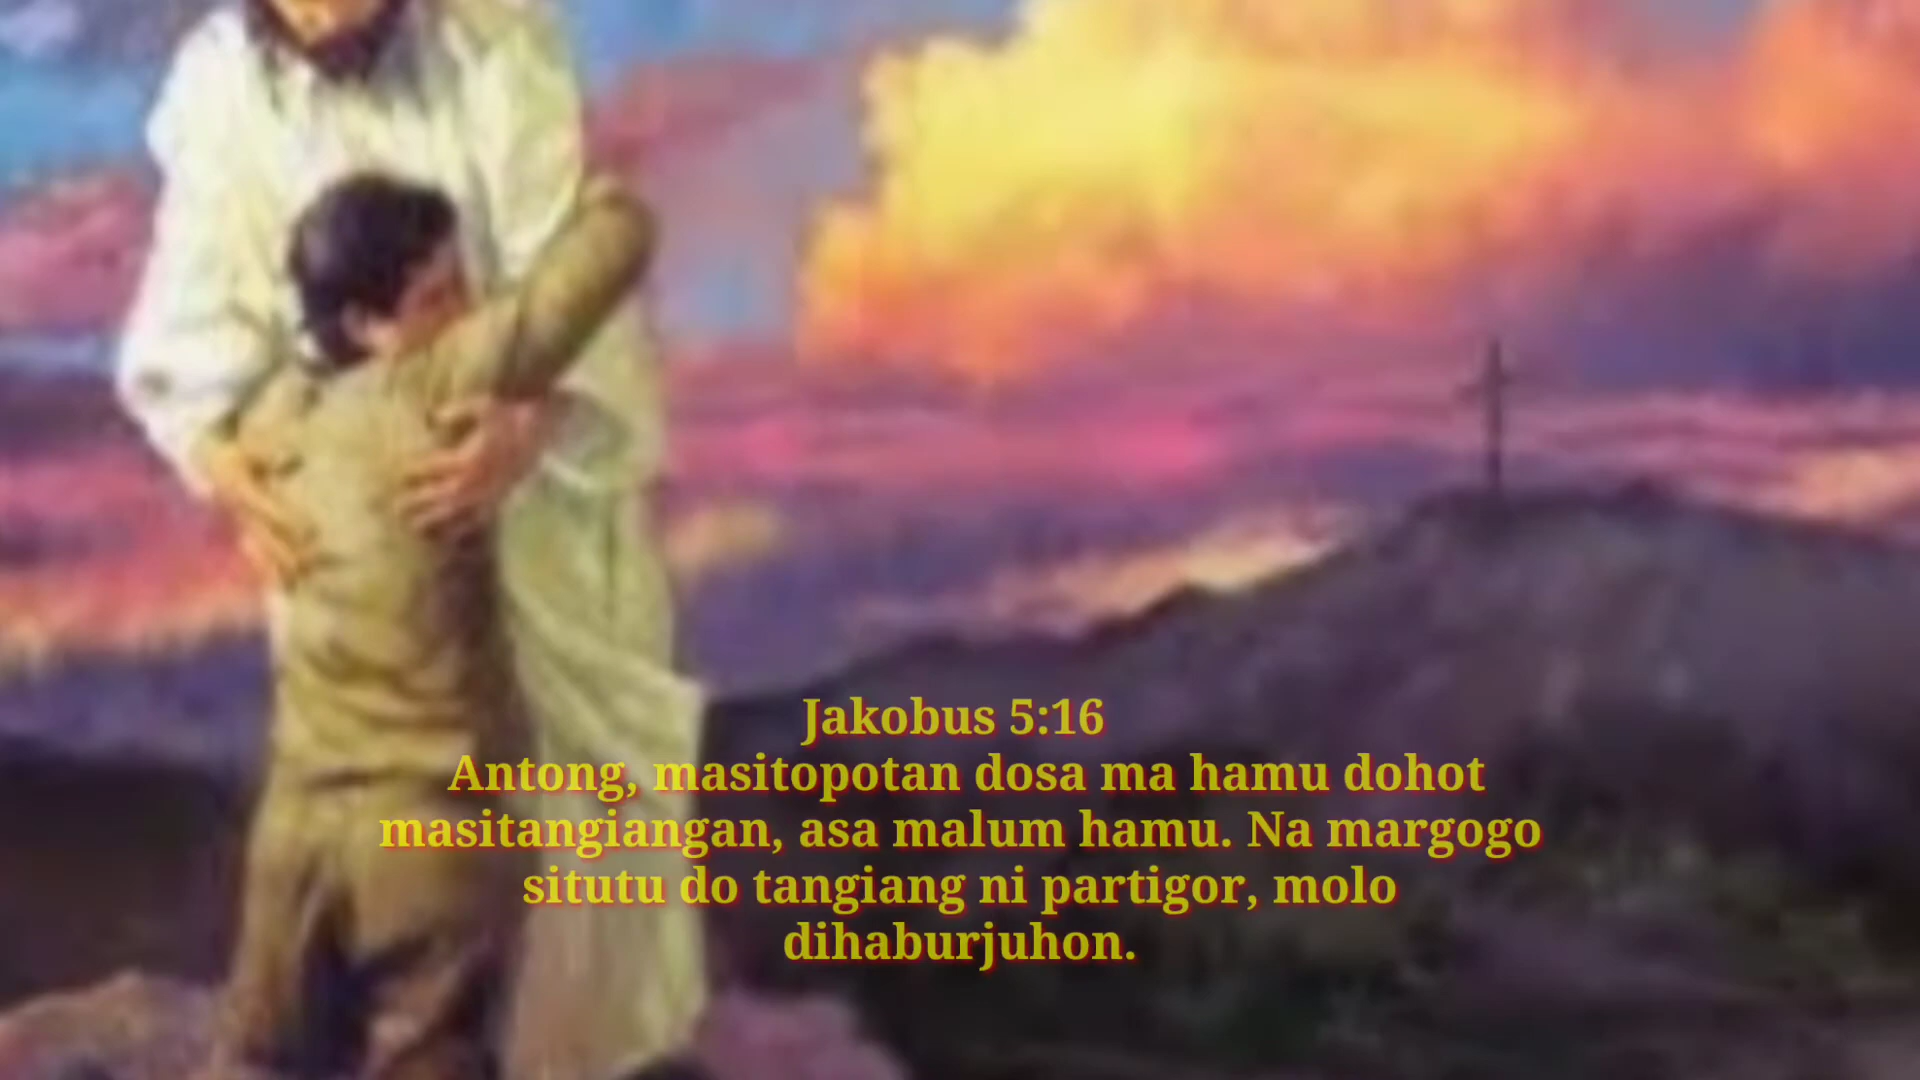 Jakobus 5:16
Antong, masitopotan dosa ma hamu dohot
masitangiangan, asa malum hamu. Na margogo
situtu do tangiang ni partigor, molo
dihaburjuhon.